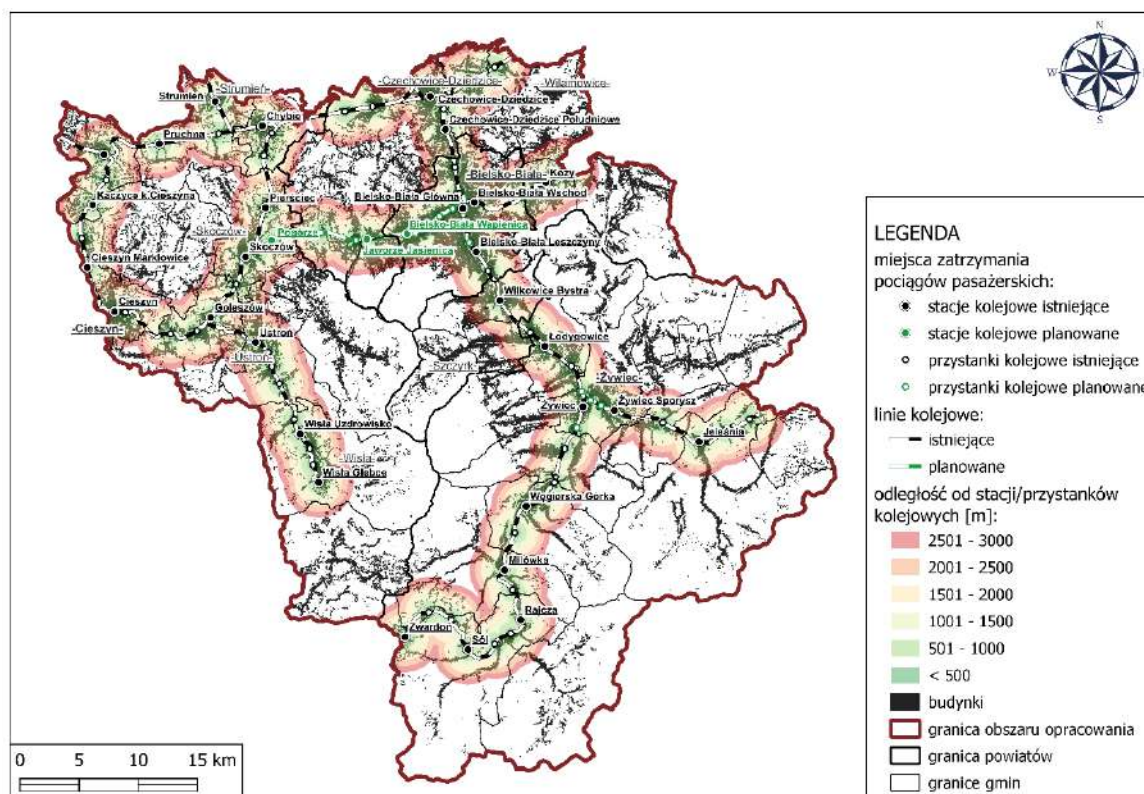 N
W
S
-Czechowice-Dziedzice-
-Wilamowice-
Strumień
-Strumień-
Czechowice-Dziedzice
Chybie
Czechowice-Dziedzice Południowe
Pruchna
-Bielsko-Biała-
Kozy
Kaczyce k.Cieszyna
Pierściec
Bielsko-Biała Główna
Bielsko-Biała Wschód
-Skoczów-
Pogórze
Bielsko-Biała Wapienica
Skoczów
Jaworze Jasienica
Bielsko-Biała Leszczyny
Cieszyn Marklowice
Wilkowice Bystra
Cieszyn
Goleszów
-Cieszyn-
Ustroń
-Ustroń-
Łodygowice
-Szczyrk-
-Żywiec-
Żywiec
Żywiec Sporysz
Wisła Uzdrowisko
Jeleśnia
-Wisła-
Wisła Głębce
Węgierska Górka
Milówka
Rajcza
Zwardoń
Sól
0 5 10 15 km
LEGENDA
miejsca zatrzymania
pociągów pasażerskich:
stacje kolejowe istniejące
stacje kolejowe planowane
przystanki kolejowe istniejące
przystanki kolejowe planowane
linie kolejowe:
istniejące
planowane
odległość od stacji/przystanków
kolejowych [m]:
2501 - 3000
2001 - 2500
1501 - 2000
1001 - 1500
501 - 1000
< 500
budynki
granica obszaru opracowania
granica powiatów
granice gmin